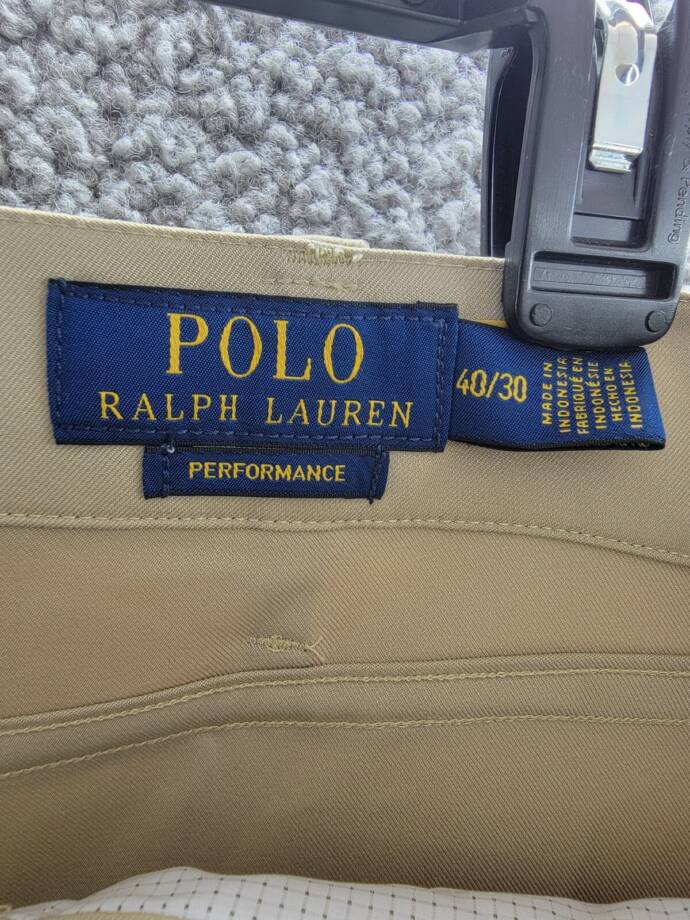 POLO
RALPH LAUREN
PERFORMANCE
40/30
MADE IN
INDONESIA
FABRIQUÉ EN
INDONÉSIE
HECHO EN
INDONESIA